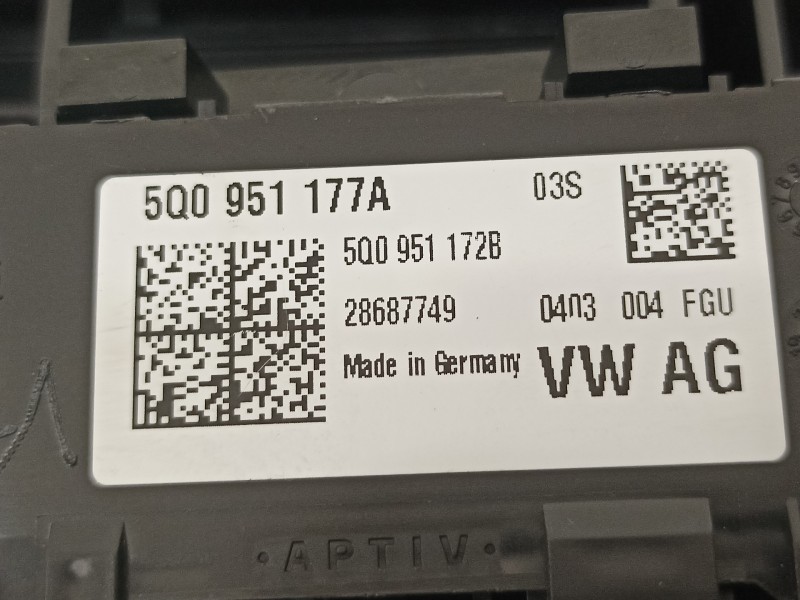 5Q0 951 177A 03S
5Q0 951 172B
28687749 0403 004 FGU
Made in Germany VW AG
· APTIV ·